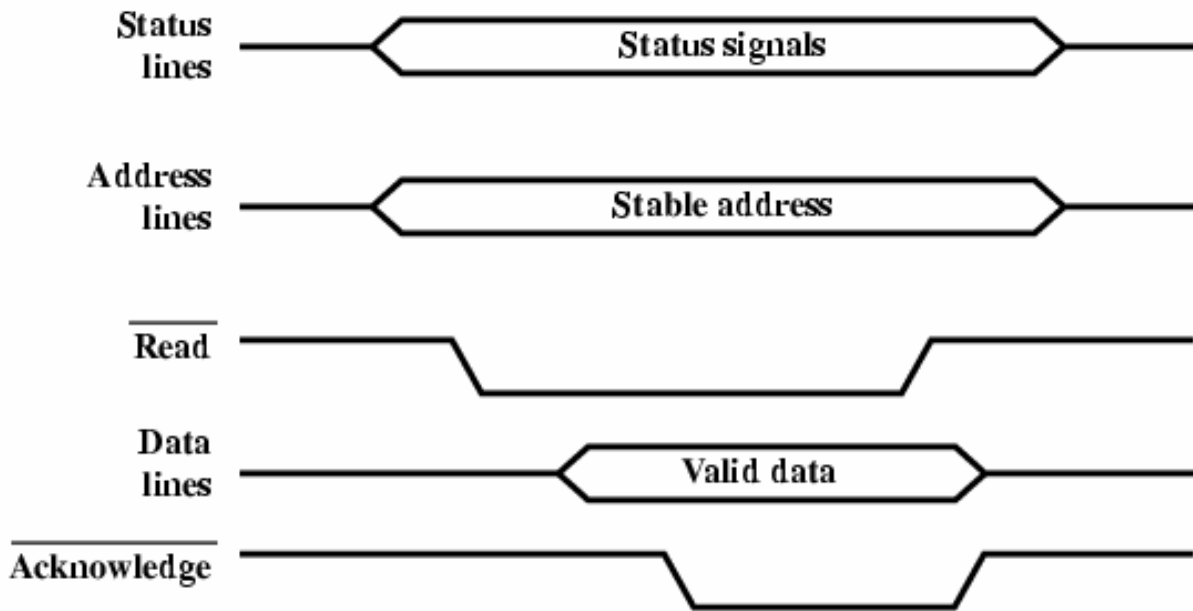 Status
lines
Status signals
Address
lines
Stable address
Read
Data
lines
Valid data
Acknowledge